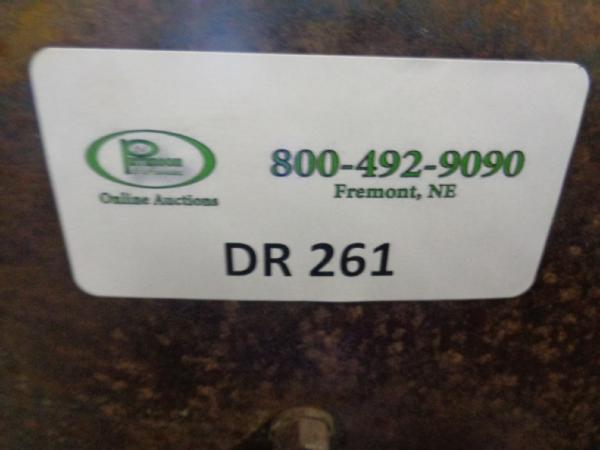 800-492-9090
Fremont, NE
Online Auctions
DR 261